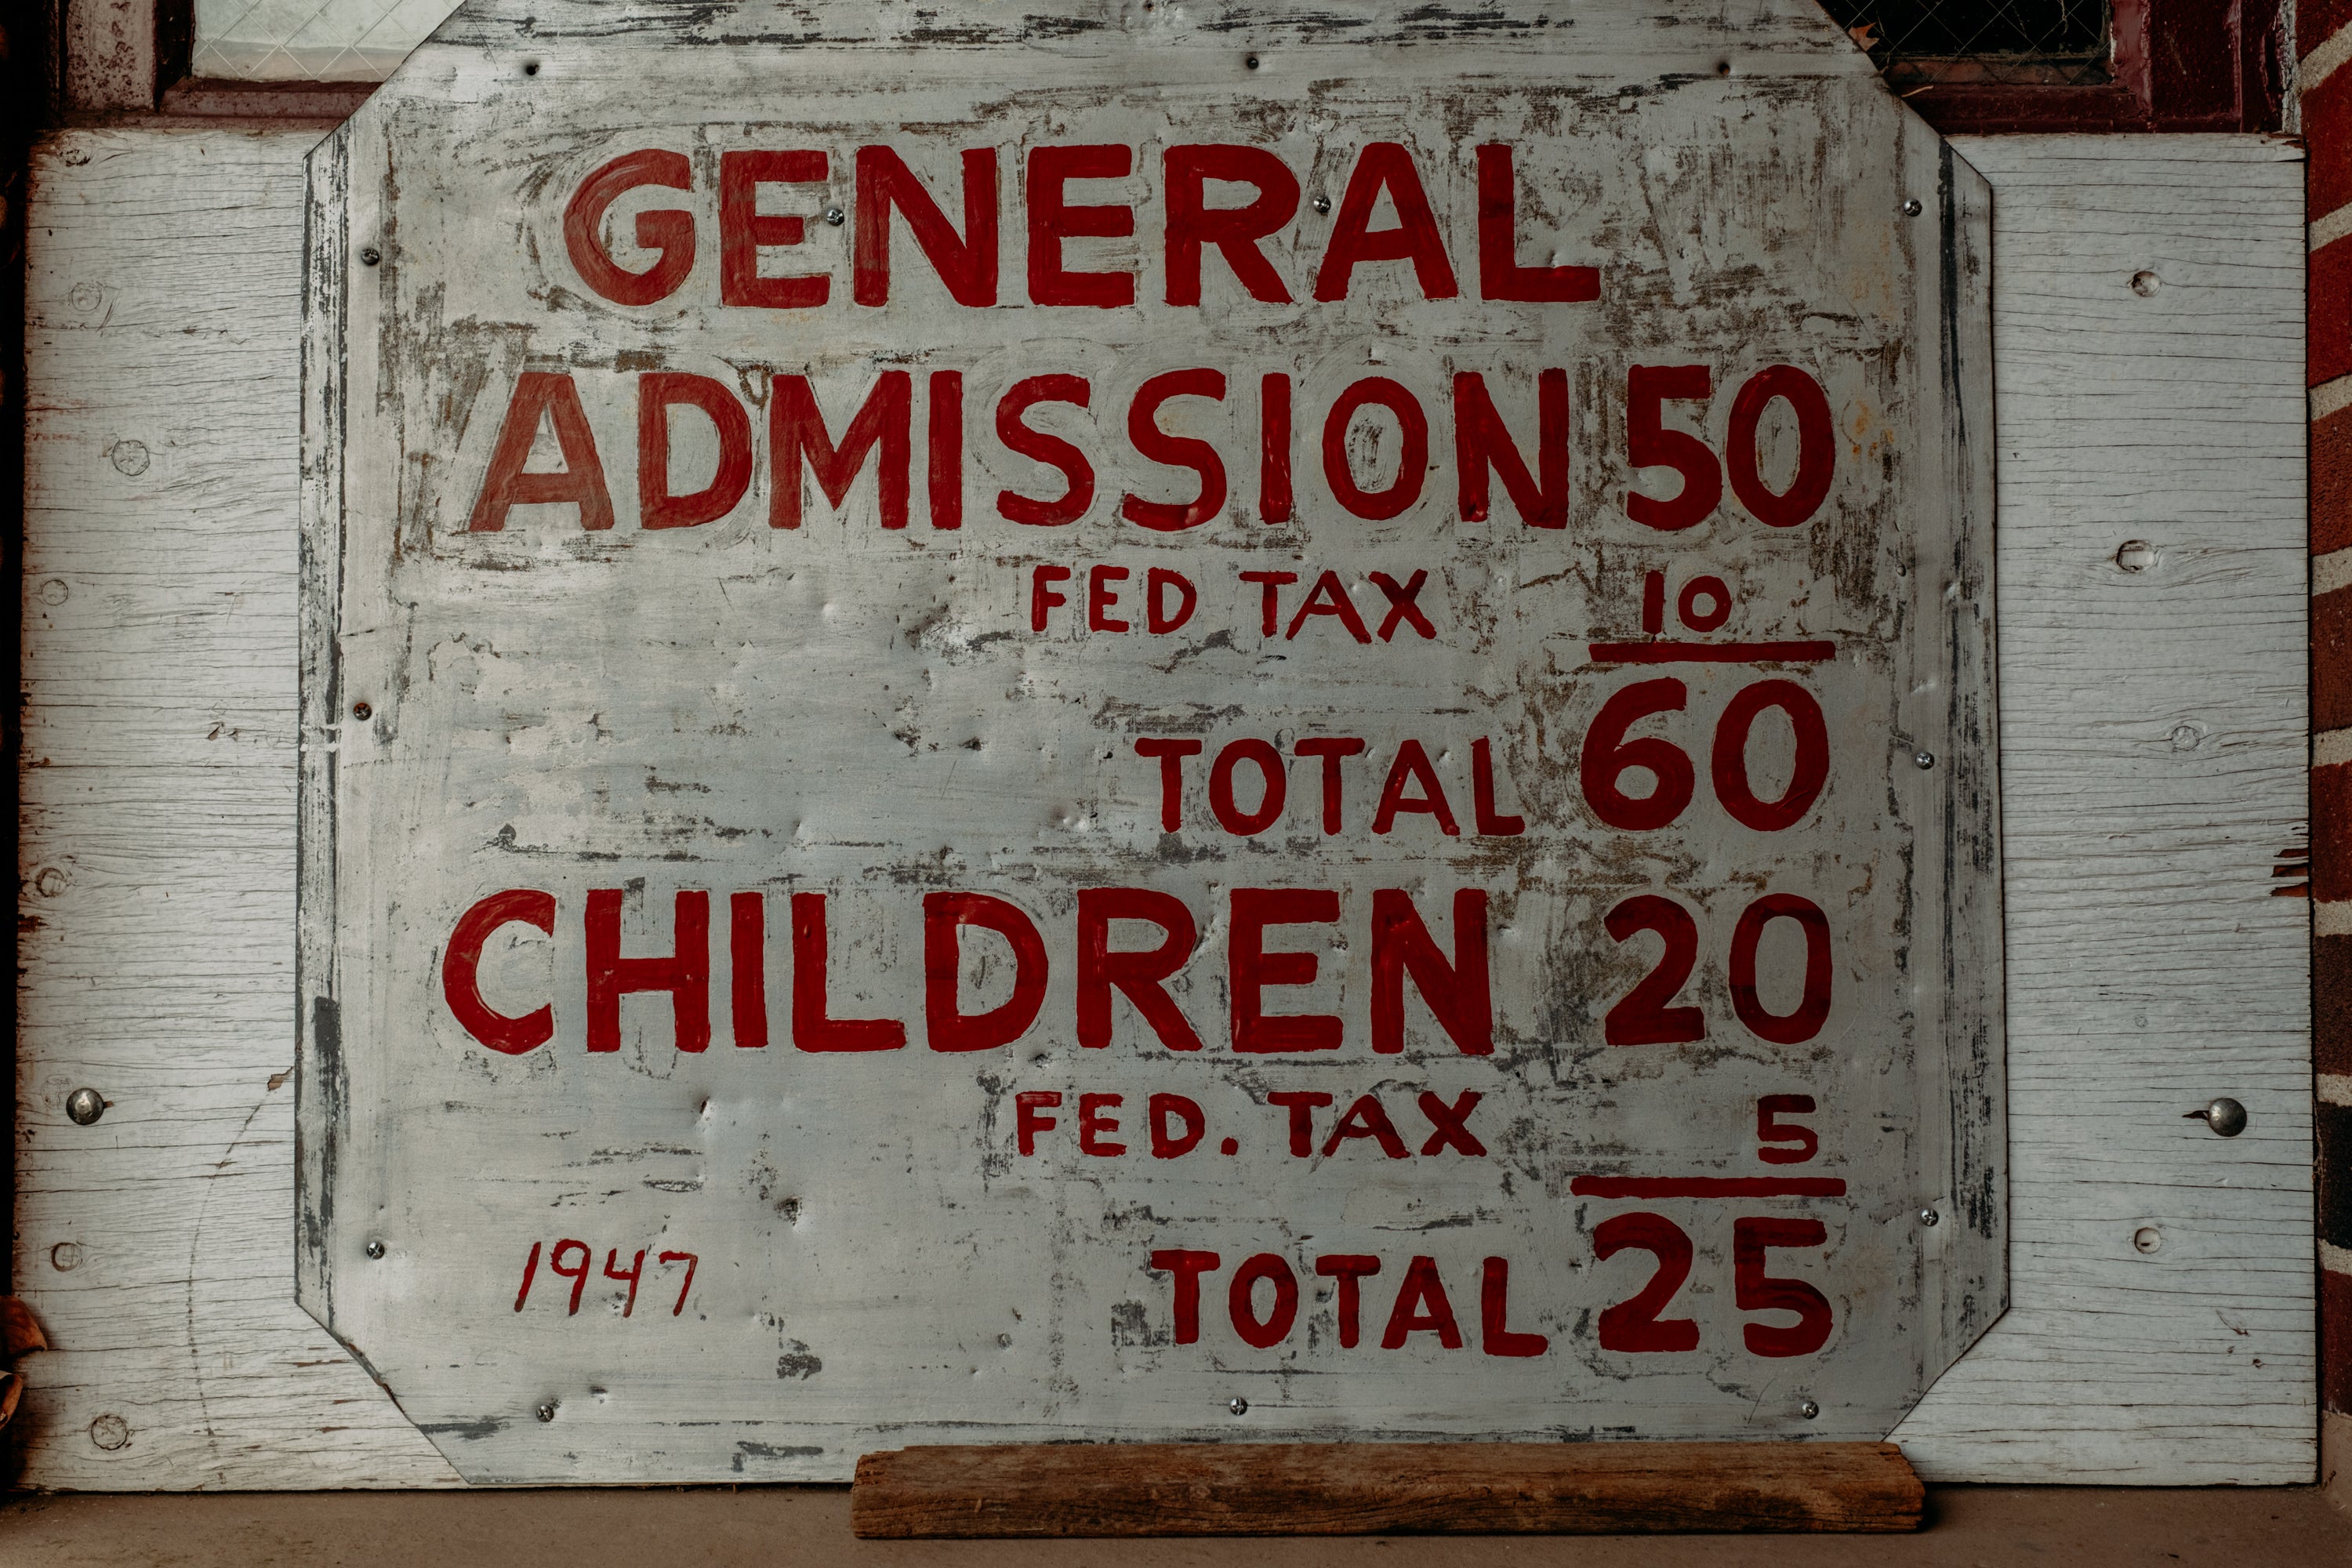 GENERAL
ADMISSION 50
FED TAX 10
TOTAL 60
CHILDREN 20
FED. TAX 5
1947 TOTAL 25